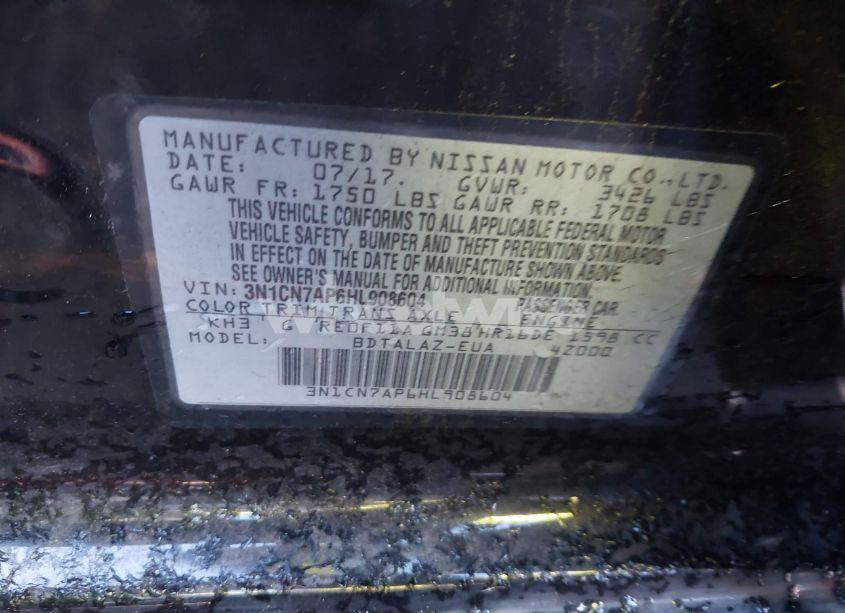 MANUFACTURED BY NISSAN MOTOR CO.,LTD.
DATE: 07/17. GVWR: 3426 LBS
GAWR FR: 1750 LBS GAWR RR: 1708 LBS
THIS VEHICLE CONFORMS TO ALL APPLICABLE FEDERAL MOTOR
VEHICLE SAFETY, BUMPER AND THEFT PREVENTION STANDARDS
IN EFFECT ON THE DATE OF MANUFACTURE SHOWN ABOVE.
SEE OWNER'S MANUAL FOR ADDITIONAL INFORMATION.
VIN: 3N1CN7AP6HL908604 PASSENGER CAR
COLOR TRIM TRANS AXLE ENGINE
KH3 G RE0F11A GM38 HR16DE 1598 CC
MODEL: BDTALAZ-EUA 42000
3N1CN7AP6HL908604